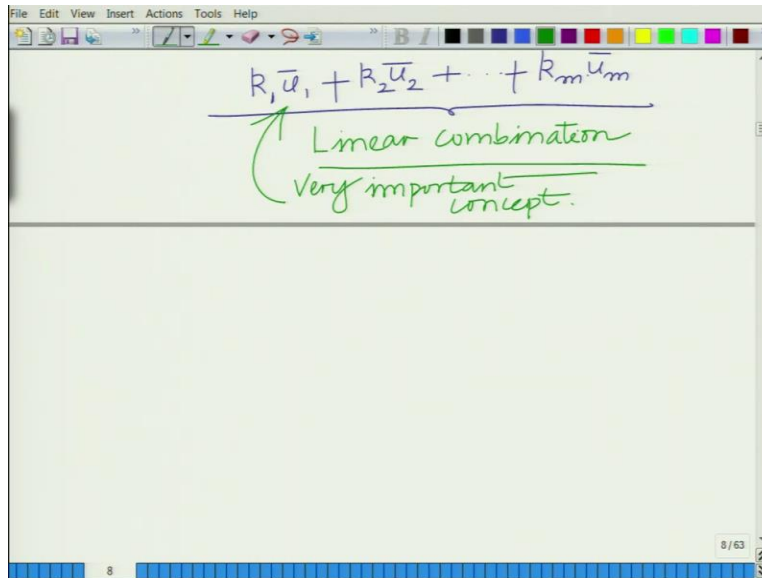 File Edit View Insert Actions Tools Help
B I
k₁ū₁ + k₂ū₂ + ... + kₘūₘ
Linear combination
Very important
concept.
8/63
8